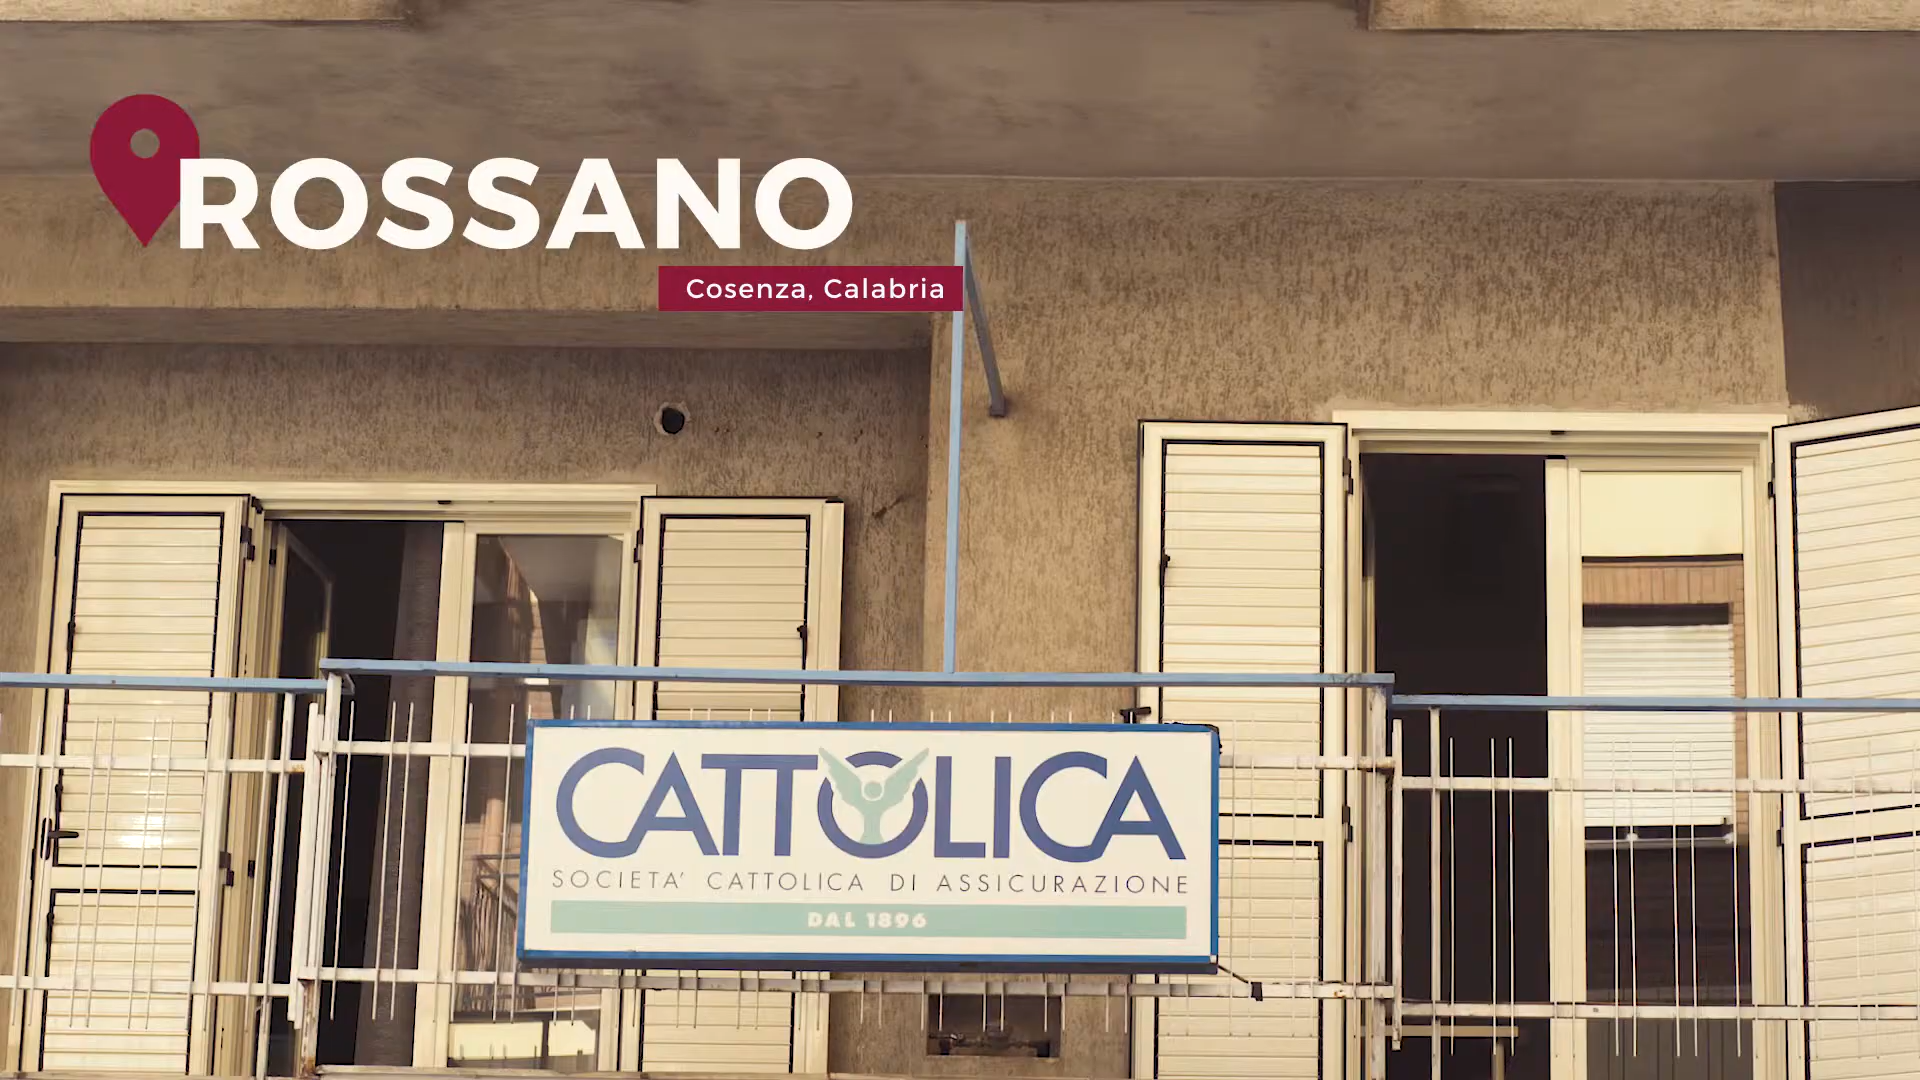 ROSSANO
Cosenza, Calabria
CATTOLICA
SOCIETA' CATTOLICA DI ASSICURAZIONE
DAL 1896